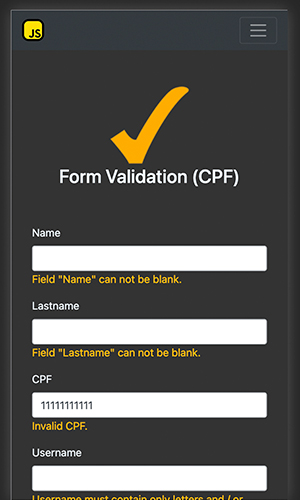 JS
Form Validation (CPF)
Name
Field "Name" can not be blank.
Lastname
Field "Lastname" can not be blank.
CPF
11111111111
Invalid CPF.
Username
Username must contain only letters and / or